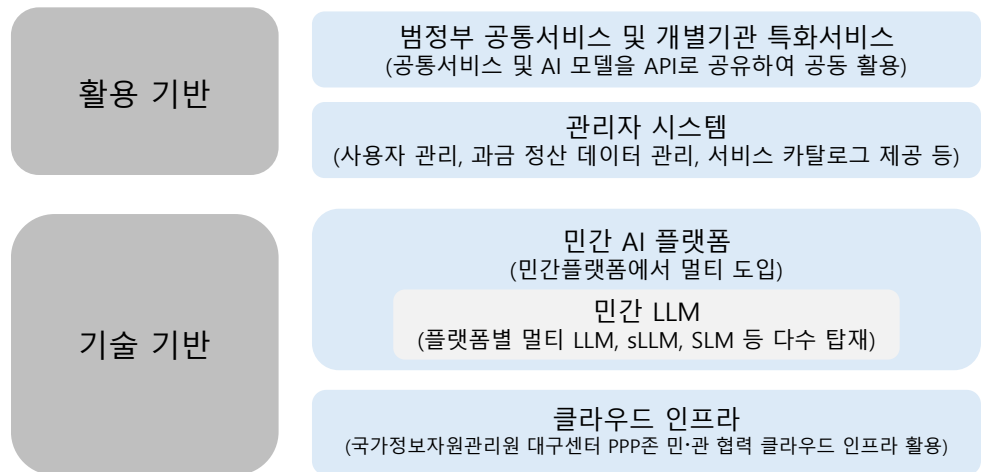 활용 기반
범정부 공통서비스 및 개별기관 특화서비스
(공통서비스 및 AI 모델을 API로 공유하여 공동 활용)
관리자 시스템
(사용자 관리, 과금 정산 데이터 관리, 서비스 카탈로그 제공 등)
기술 기반
민간 AI 플랫폼
(민간플랫폼에서 멀티 도입)
민간 LLM
(플랫폼별 멀티 LLM, sLLM, SLM 등 다수 탑재)
클라우드 인프라
(국가정보자원관리원 대구센터 PPP존 민·관 협력 클라우드 인프라 활용)